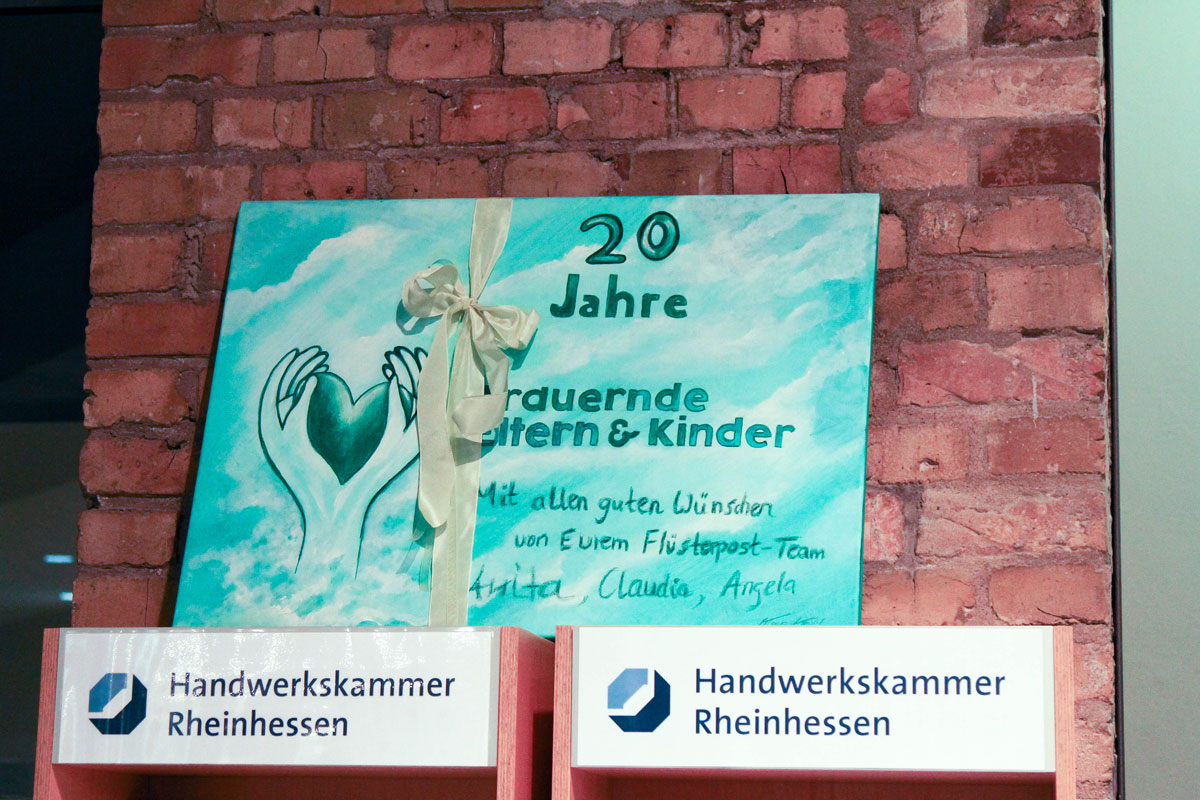 20
Jahre
rauernde
Eltern & Kinder
Mit allen guten Wünschen
von Eurem Flüsterpost-Team
Anita, Claudia, Angela
Handwerkskammer
Rheinhessen
Handwerkskammer
Rheinhessen